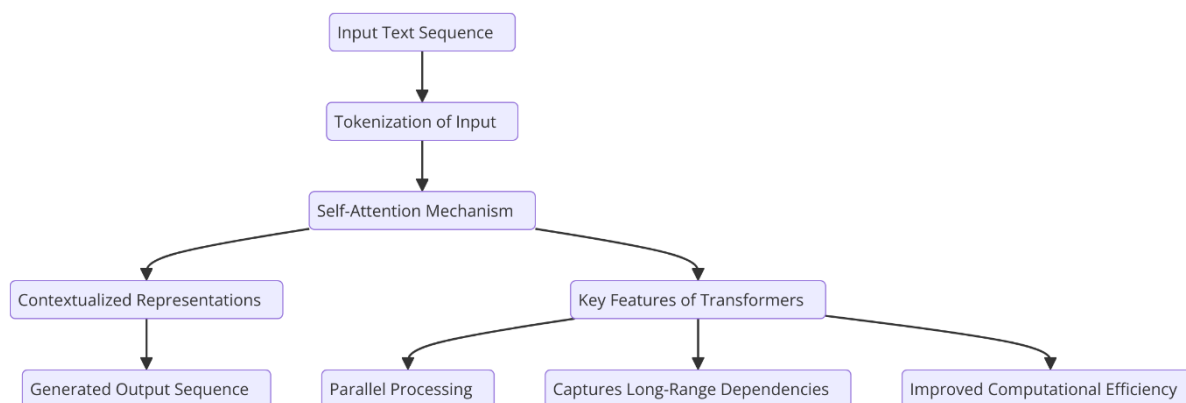 Input Text Sequence
Tokenization of Input
Self-Attention Mechanism
Contextualized Representations
Key Features of Transformers
Generated Output Sequence
Parallel Processing
Captures Long-Range Dependencies
Improved Computational Efficiency